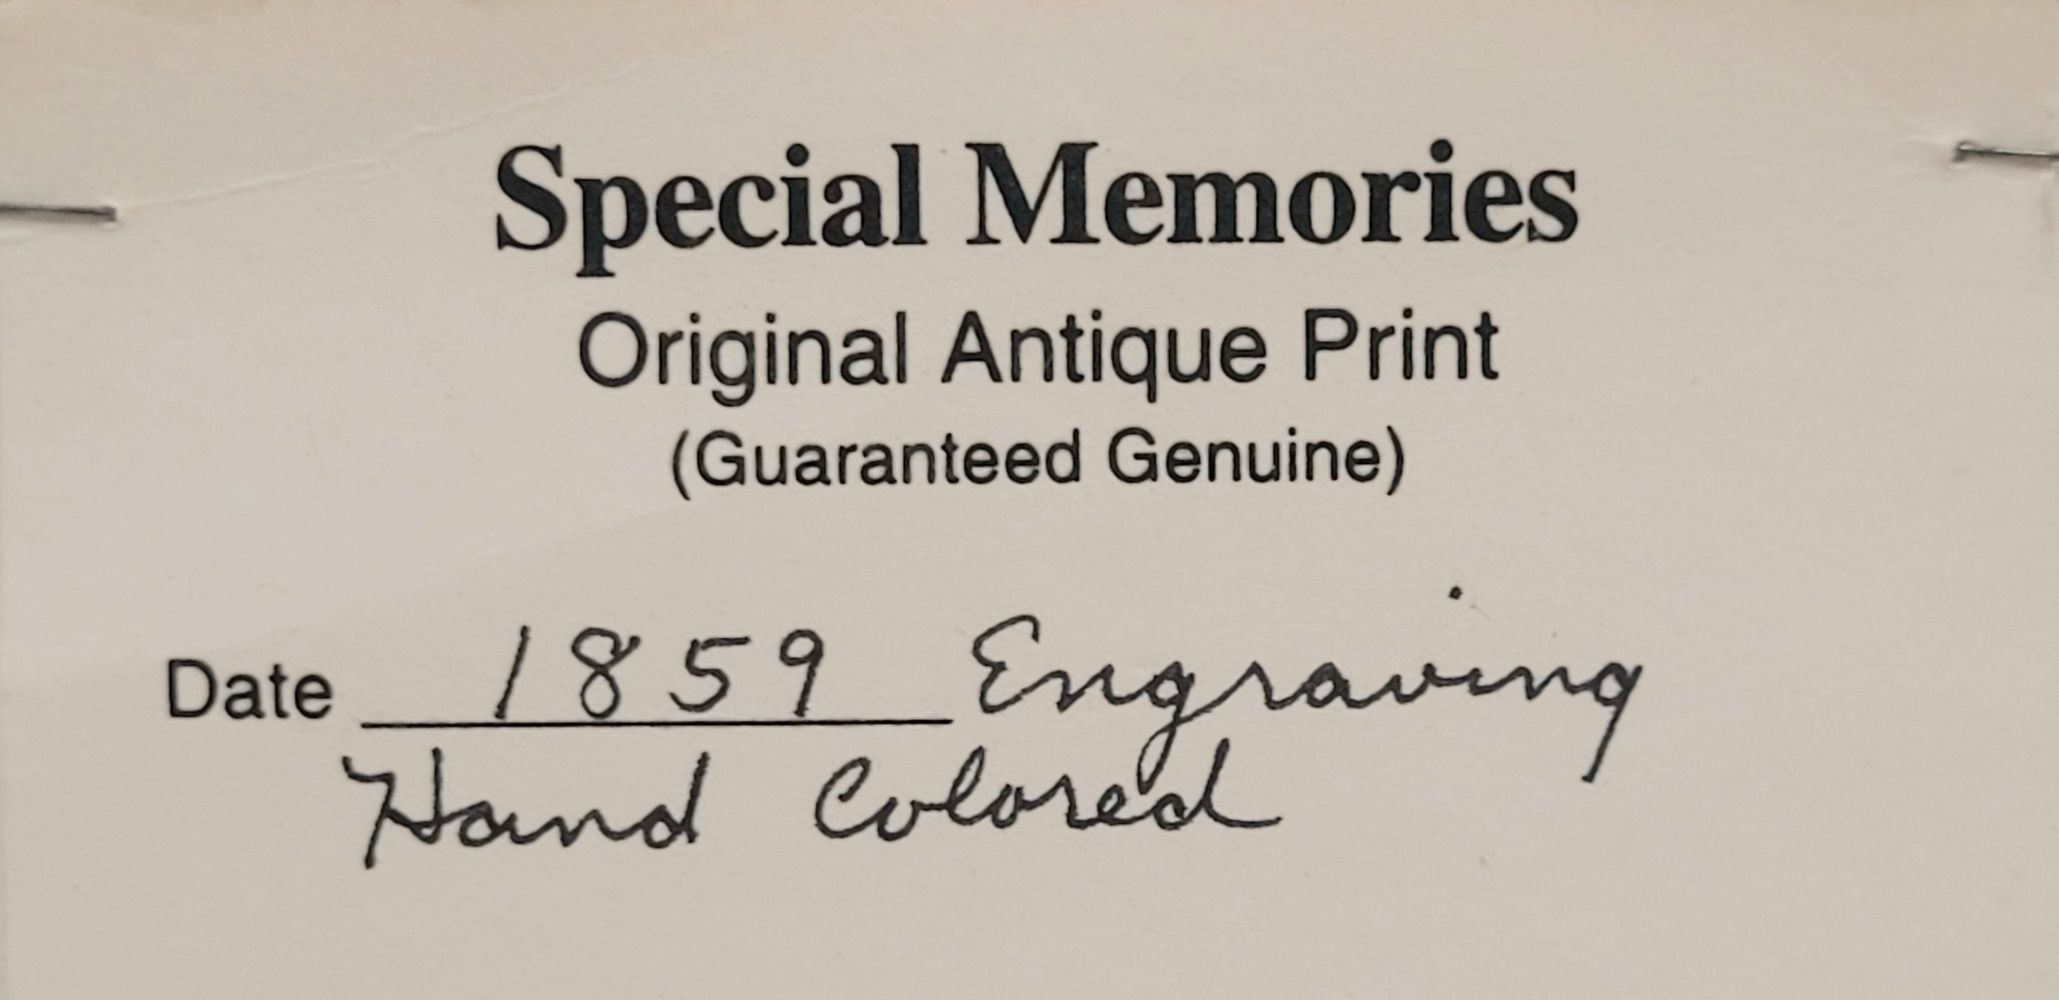 Special Memories
Original Antique Print
(Guaranteed Genuine)
Date 1859 Engraving
Hand Colored